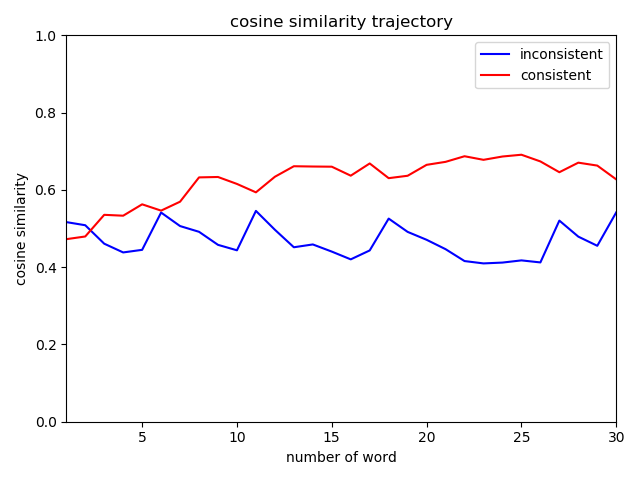 cosine similarity trajectory
inconsistent
consistent
1.0
0.8
0.6
0.4
0.2
0.0
cosine similarity
5 10 15 20 25 30
number of word